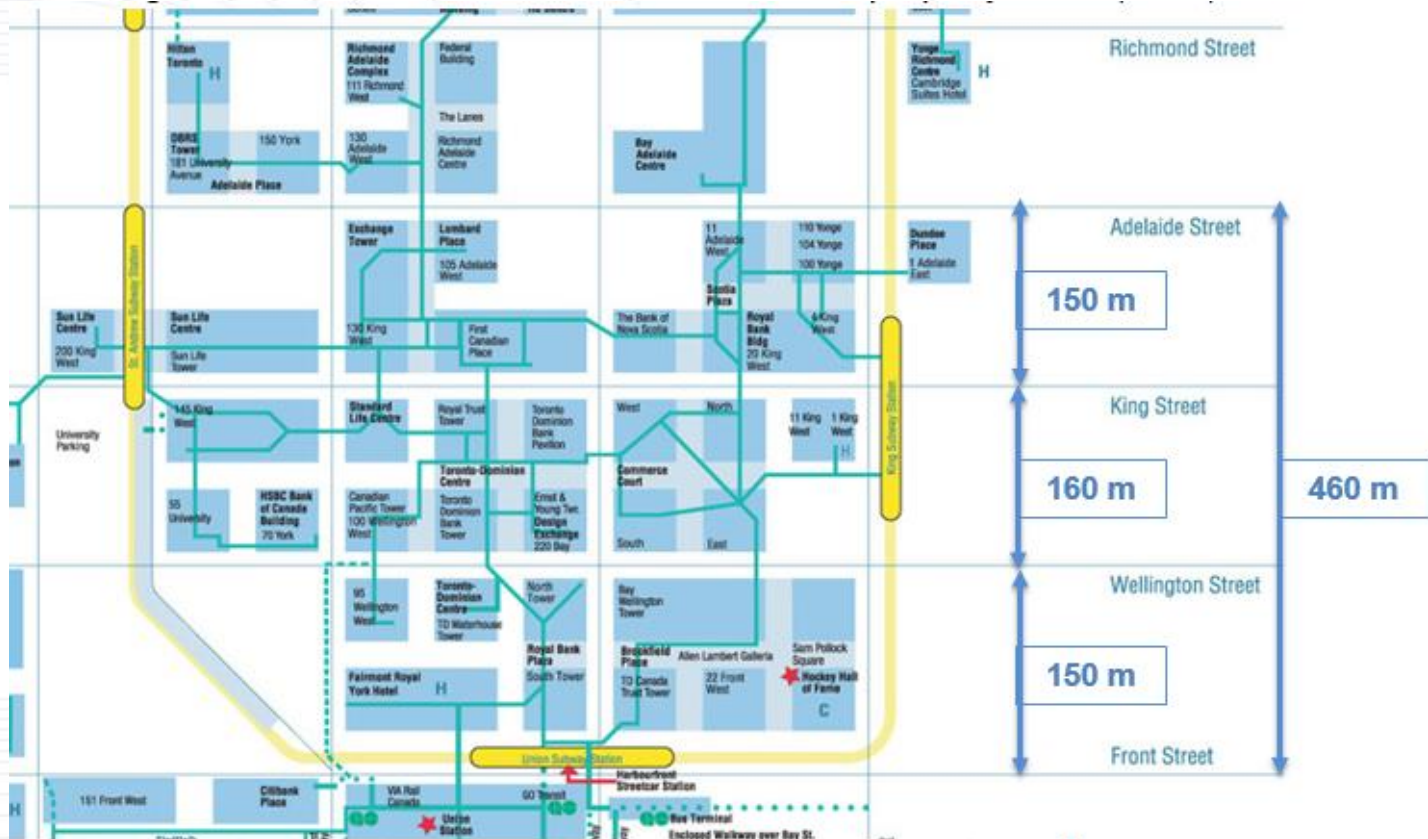 Hilton
Toronto
H
Richmond
Adelaide
Complex
111 Richmond
West
Federal
Building
Yonge
Richmond
Centre
Cambridge
Suites Hotel
H
Richmond Street
The Lanes
DBRS
Tower
181 University
Avenue
150 York
Adelaide Place
130
Adelaide
West
Richmond
Adelaide
Centre
Bay
Adelaide
Centre
Adelaide Street
St. Andrew Subway Station
Exchange
Tower
Lombard
Place
105 Adelaide
West
11
Adelaide
West
110 Yonge
104 Yonge
100 Yonge
Dundee
Place
1 Adelaide
East
Scotia
Plaza
150 m
Sun Life
Centre
200 King
West
Sun Life
Centre
Sun Life
Tower
130 King
West
First
Canadian
Place
The Bank of
Nova Scotia
Royal
Bank
Bldg
20 King
West
4 King
West
King Subway Station
King Street
145 King
West
Standard
Life Centre
Royal Trust
Tower
Toronto
Dominion
Bank
Pavilion
West
North
11 King
West
1 King
West
H
University
Parking
Toronto-Dominion
Centre
Commerce
Court
160 m
460 m
55
University
HSBC Bank
of Canada
Building
70 York
Canadian
Pacific Tower
100 Wellington
West
Toronto
Dominion
Bank
Tower
Ernst &
Young Twr.
Design
Exchange
220 Bay
South
East
Wellington Street
95
Wellington
West
Toronto-
Dominion
Centre
TD Waterhouse
Tower
North
Tower
Bay
Wellington
Tower
Royal Bank
Plaza
South Tower
Brookfield
Place
Allen Lambert Galleria
Sam Pollock
Square
Hockey Hall
of Fame
C
150 m
Fairmont Royal
York Hotel
H
TD Canada
Trust Tower
22 Front
West
Front Street
Union Subway Station
Harbourfront
Streetcar Station
H
151 Front West
Citibank
Place
VIA Rail
Canada
GO Transit
Union
Station
Bus Terminal
Enclosed Walkway over Bay St.